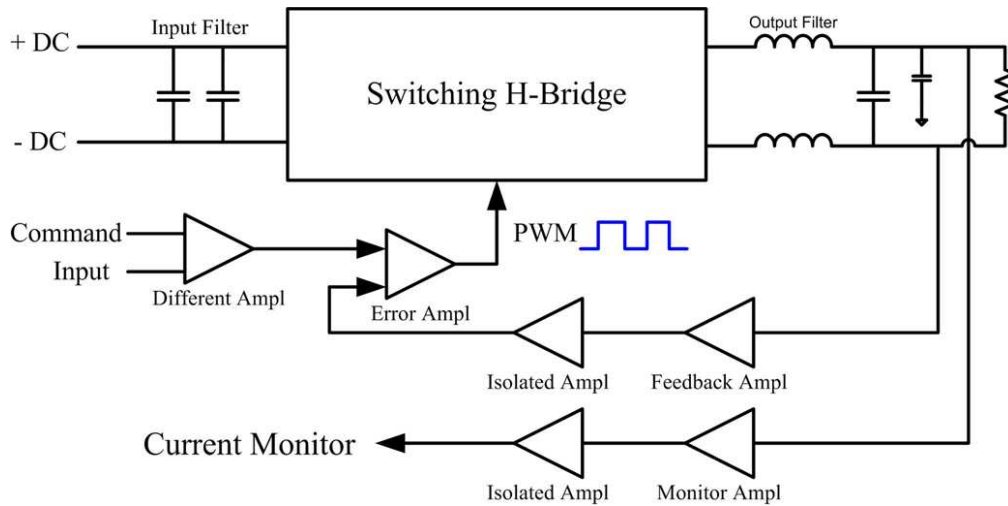 + DC
Input Filter
Output Filter
Switching H-Bridge
- DC
Command
Input
PWM
Different Ampl
Error Ampl
Isolated Ampl
Feedback Ampl
Current Monitor
Isolated Ampl
Monitor Ampl